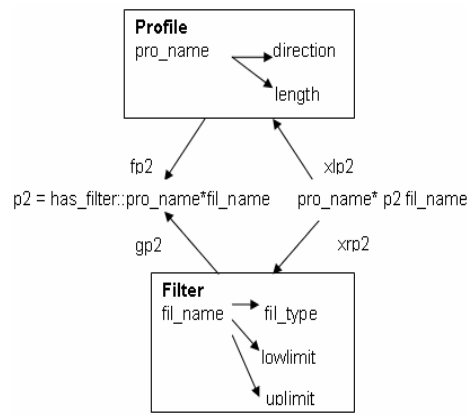 Profile
pro_name direction
length
fp2 xlp2
p2 = has_filter::pro_name*fil_name pro_name* p2 fil_name
gp2 xrp2
Filter
fil_name fil_type
lowlimit
uplimit